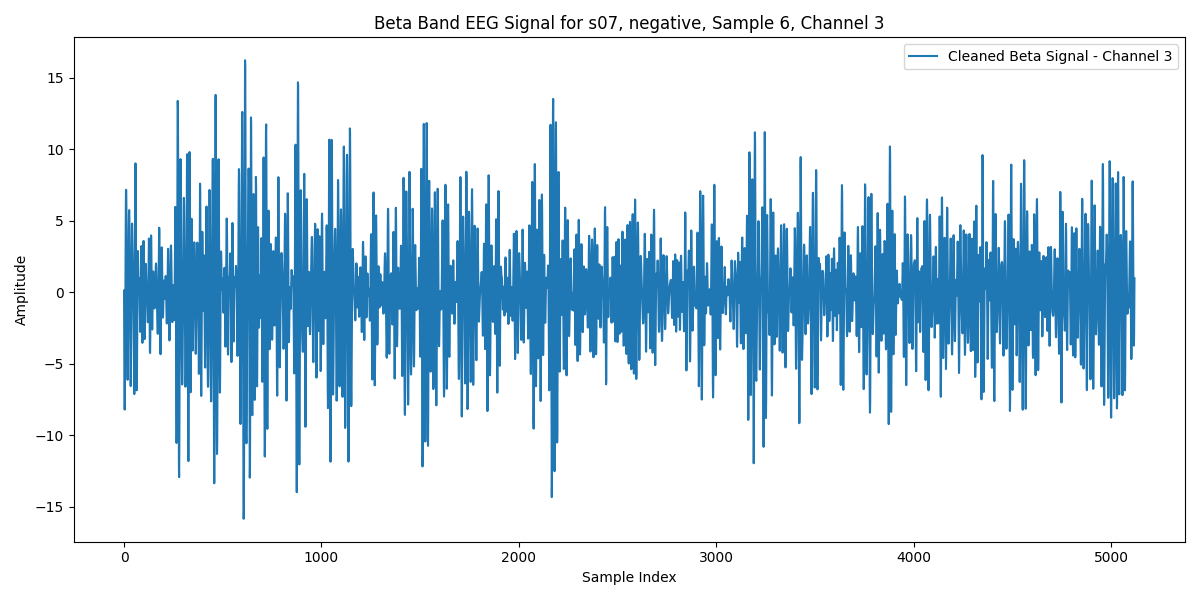 Beta Band EEG Signal for s07, negative, Sample 6, Channel 3
Cleaned Beta Signal - Channel 3
Amplitude
15
10
5
0
−5
−10
−15
0 1000 2000 3000 4000 5000
Sample Index